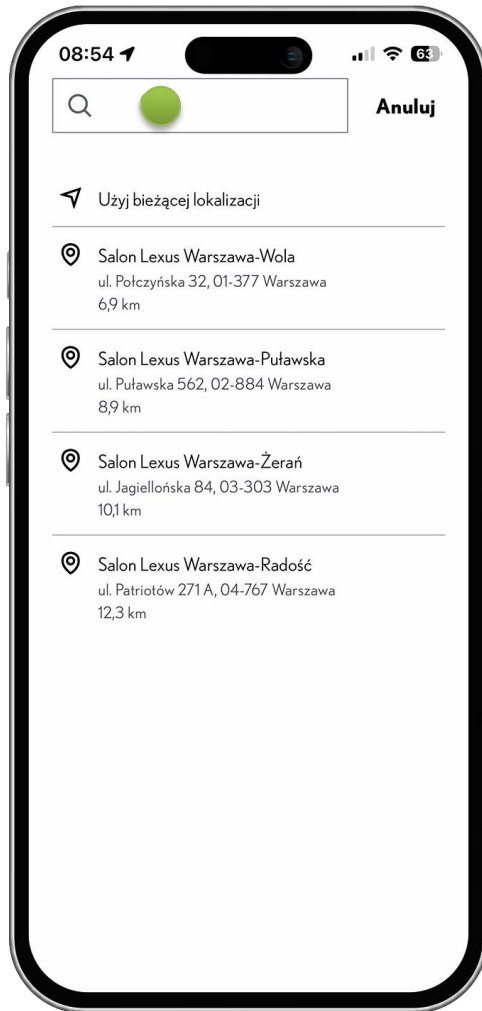 08:54
63
Anuluj
Użyj bieżącej lokalizacji
Salon Lexus Warszawa-Wola
ul. Połczyńska 32, 01-377 Warszawa
6,9 km
Salon Lexus Warszawa-Puławska
ul. Puławska 562, 02-884 Warszawa
8,9 km
Salon Lexus Warszawa-Żerań
ul. Jagiellońska 84, 03-303 Warszawa
10,1 km
Salon Lexus Warszawa-Radość
ul. Patriotów 271 A, 04-767 Warszawa
12,3 km